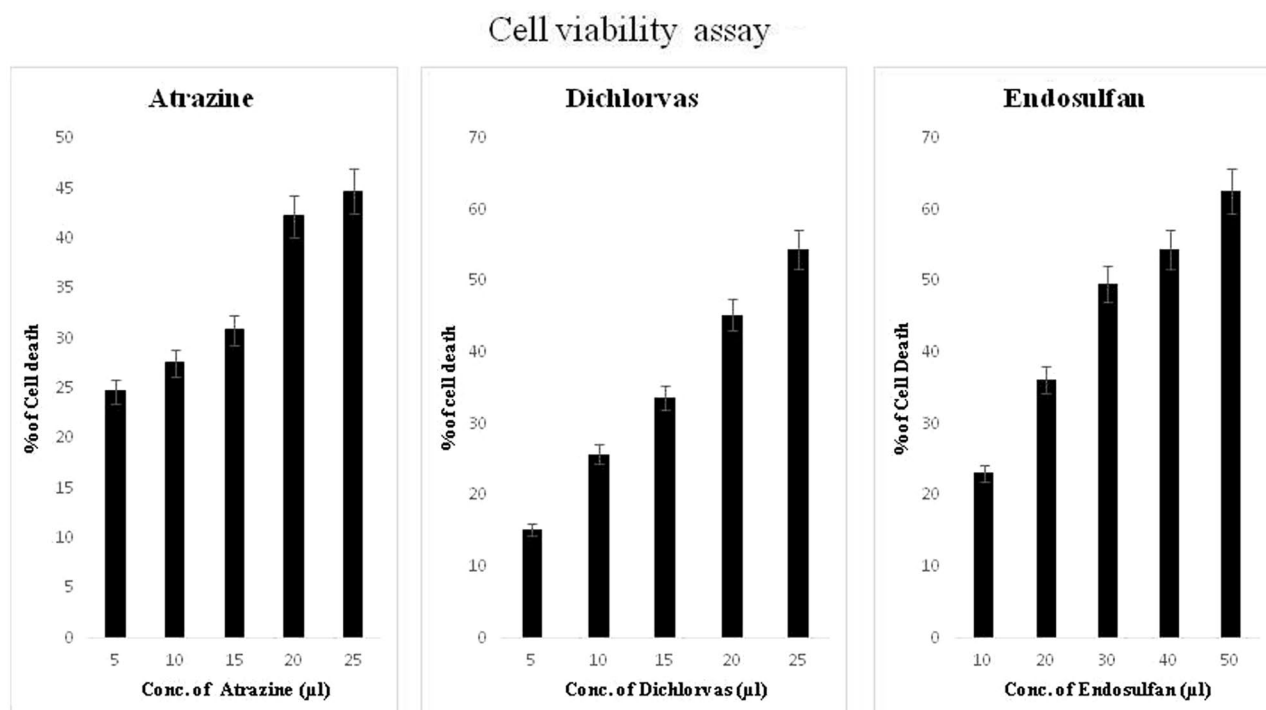 Cell viability assay
Atrazine
50
45
40
35
30
25
20
15
10
5
0
%of Cell death
5 10 15 20 25
Conc. of Atrazine (µl)
Dichlorvas
70
60
50
40
30
20
10
0
%of cell death
5 10 15 20 25
Conc. of Dichlorvas (µl)
Endosulfan
70
60
50
40
30
20
10
0
%of Cell Death
10 20 30 40 50
Conc. of Endosulfan (µl)